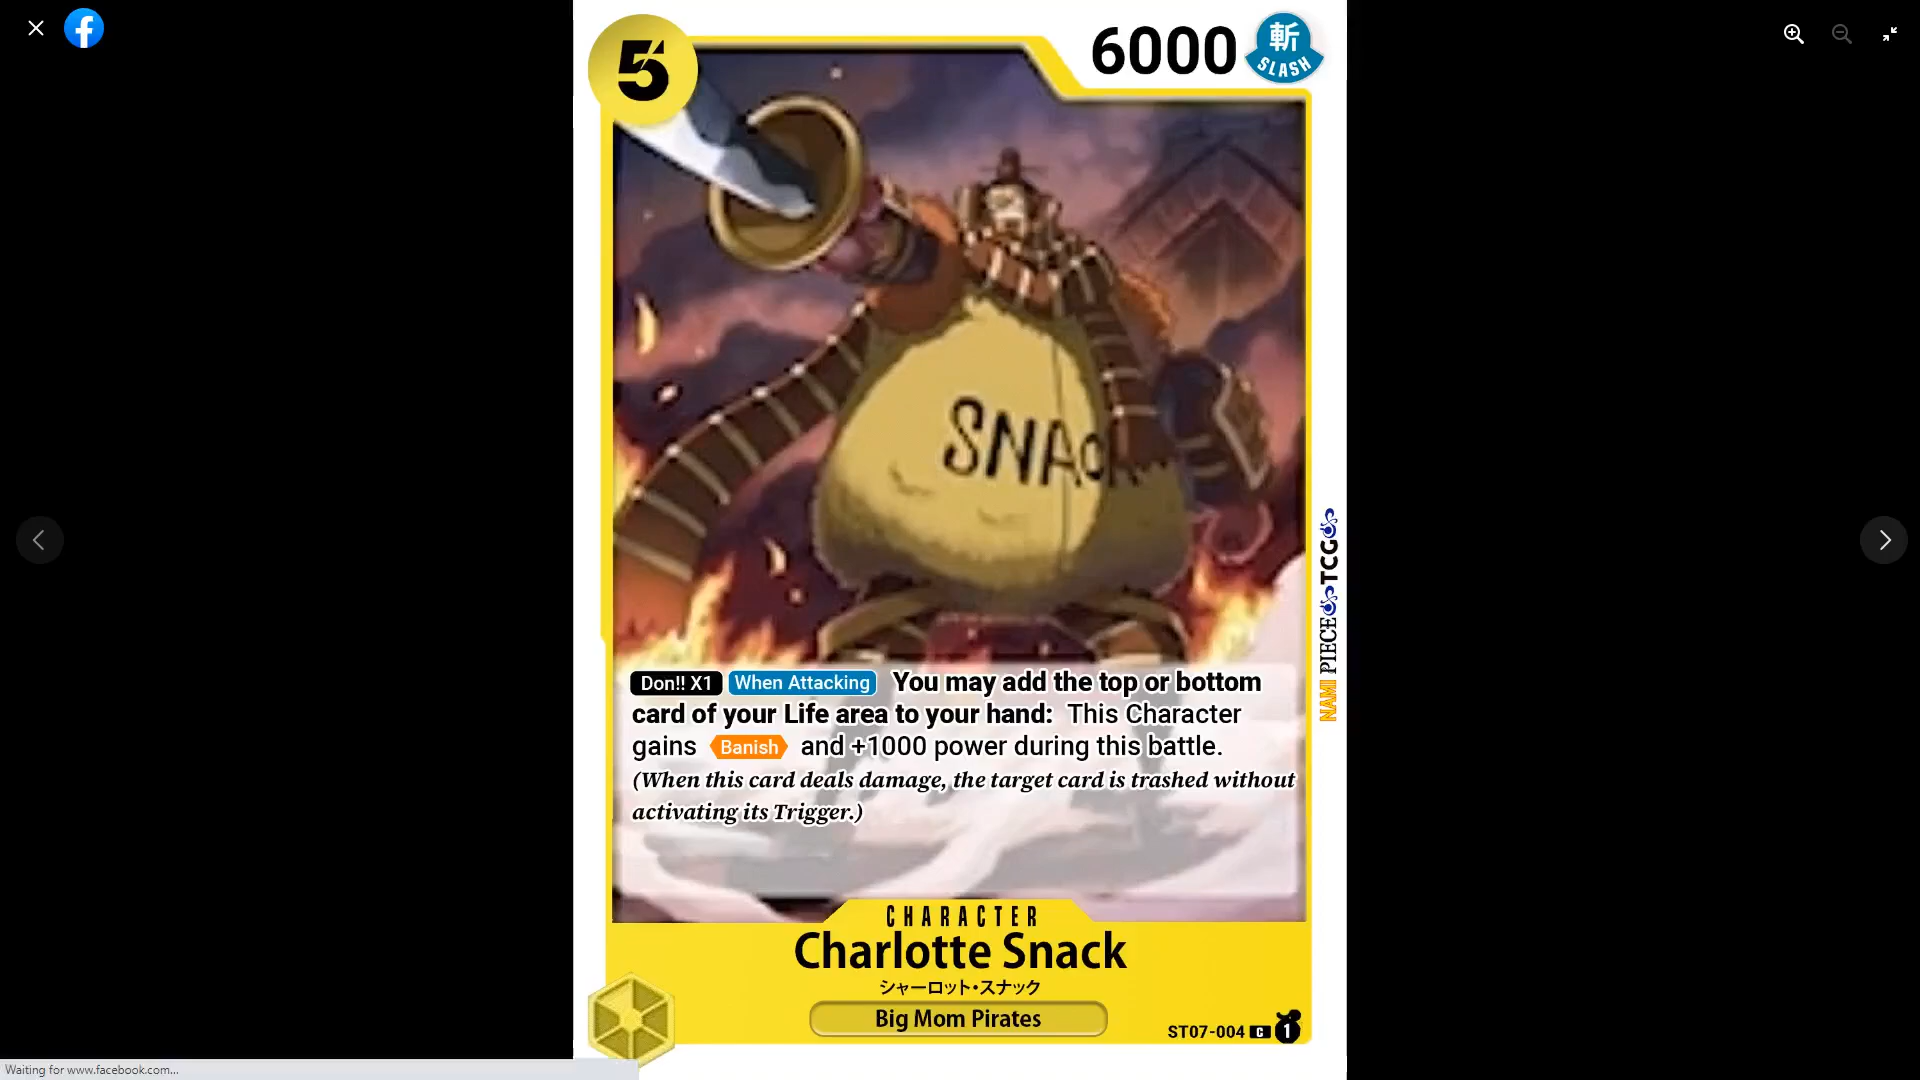 5
6000
斬
SLASH
SNACK
Don!! X1 When Attacking You may add the top or bottom
card of your Life area to your hand: This Character
gains Banish and +1000 power during this battle.
(When this card deals damage, the target card is trashed without
activating its Trigger.)
NAMI PIECE TCG
CHARACTER
Charlotte Snack
シャーロット・スナック
Big Mom Pirates
ST07-004 C 1
Waiting for www.facebook.com...